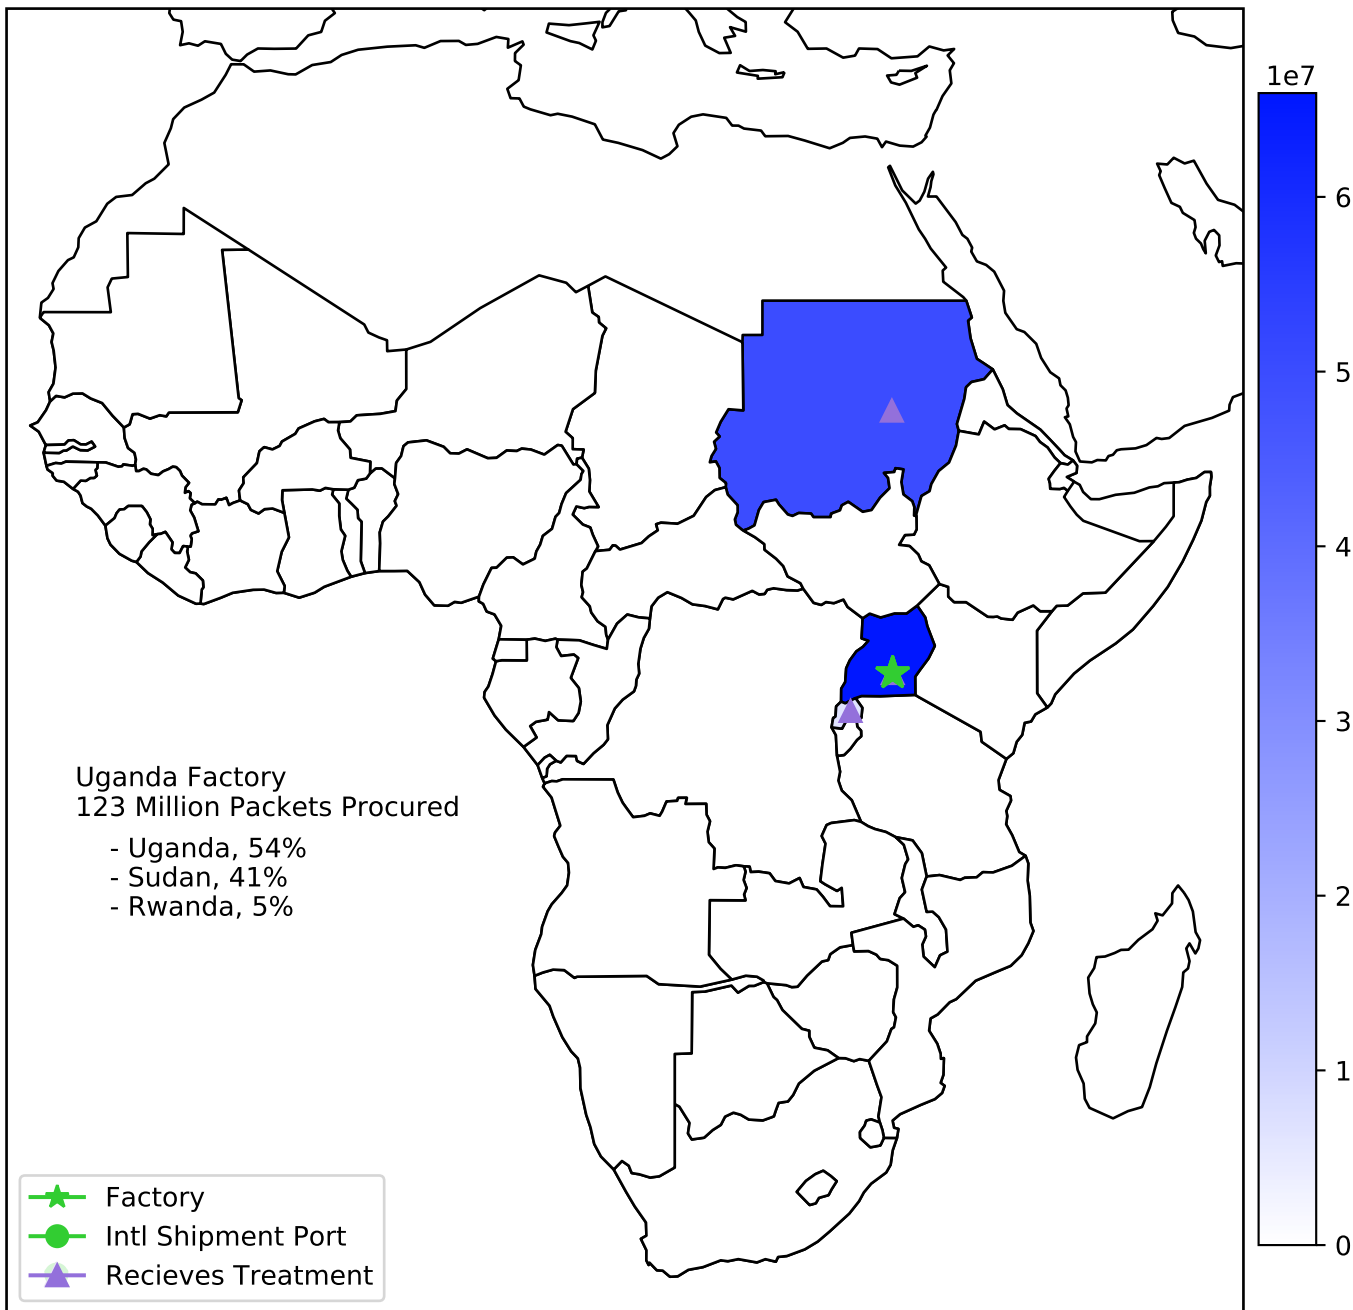 1e7
6
5
4
3
2
1
0
Uganda Factory
123 Million Packets Procured
- Uganda, 54%
- Sudan, 41%
- Rwanda, 5%
Factory
Intl Shipment Port
Recieves Treatment